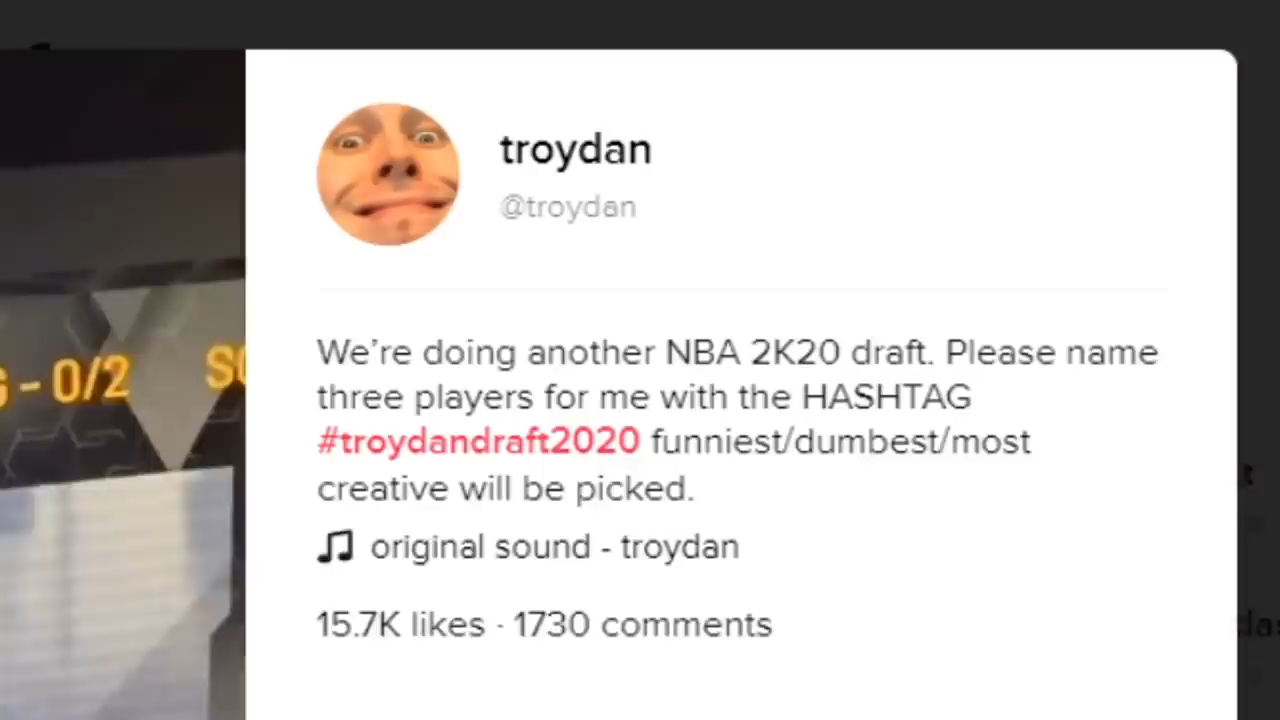 troydan
@troydan
- 0/2
We’re doing another NBA 2K20 draft. Please name
three players for me with the HASHTAG
#troydandraft2020 funniest/dumbest/most
creative will be picked.
original sound - troydan
15.7K likes · 1730 comments